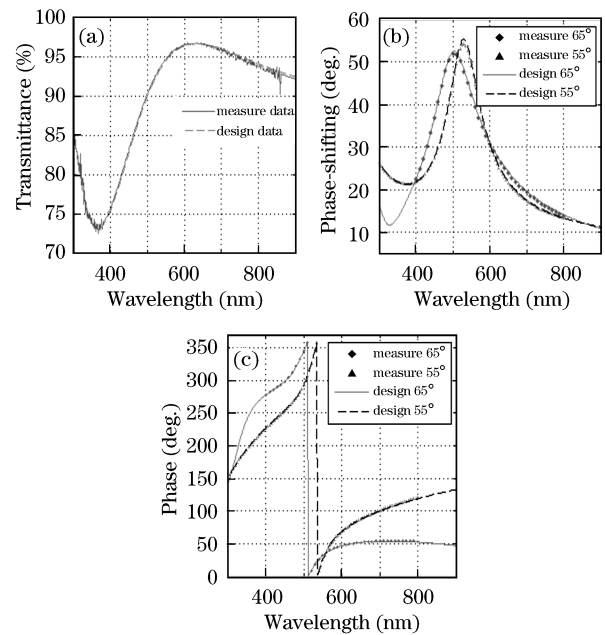 (a)
Transmittance (%)
100
95
90
85
80
75
70
measure data
design data
400
600
800
Wavelength (nm)
(b)
Phase-shifting (deg.)
60
50
40
30
20
10
measure 65°
measure 55°
design 65°
design 55°
400
600
800
Wavelength (nm)
(c)
Phase (deg.)
350
300
250
200
150
100
50
0
measure 65°
measure 55°
design 65°
design 55°
400
600
800
Wavelength (nm)